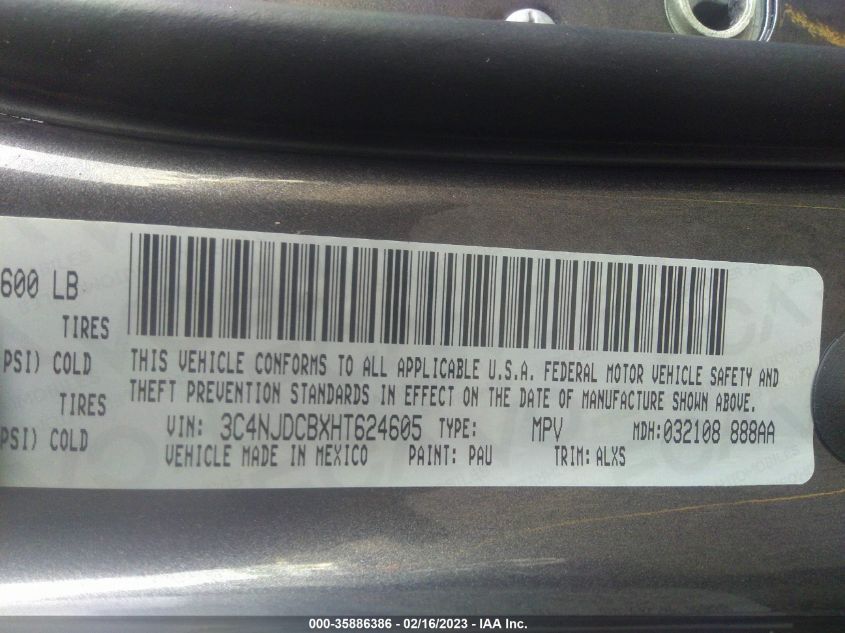 600 LB
TIRES
PSI) COLD
TIRES
PSI) COLD
THIS VEHICLE CONFORMS TO ALL APPLICABLE U.S.A. FEDERAL MOTOR VEHICLE SAFETY AND
THEFT PREVENTION STANDARDS IN EFFECT ON THE DATE OF MANUFACTURE SHOWN ABOVE.
VIN: 3C4NJDCBXHT624605 TYPE: MPV MDH:032108 888AA
VEHICLE MADE IN MEXICO PAINT: PAU TRIM: ALXS
000-35886386 - 02/16/2023 - IAA Inc.